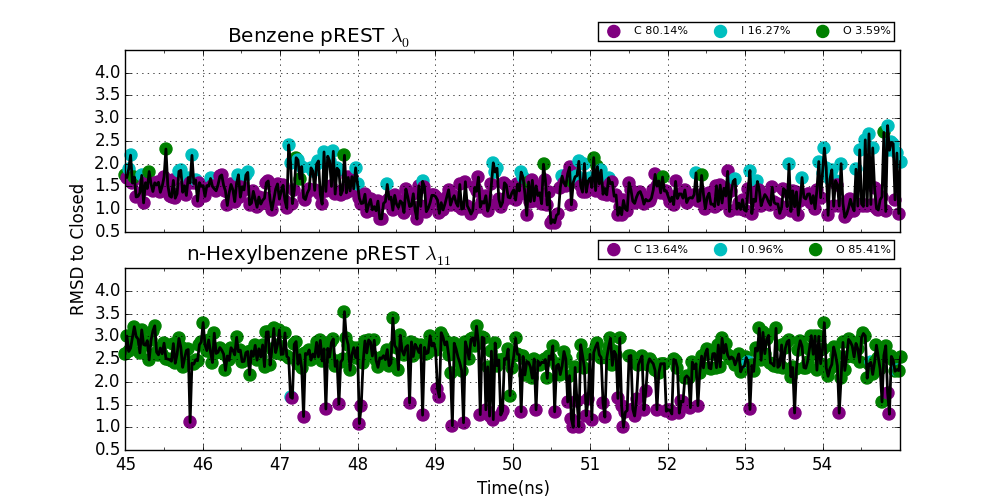 Benzene pREST λ0
C 80.14% I 16.27% O 3.59%
4.0
3.5
3.0
2.5
2.0
1.5
1.0
0.5
RMSD to Closed
n-Hexylbenzene pREST λ11
C 13.64% I 0.96% O 85.41%
4.0
3.5
3.0
2.5
2.0
1.5
1.0
0.5
45 46 47 48 49 50 51 52 53 54
Time(ns)